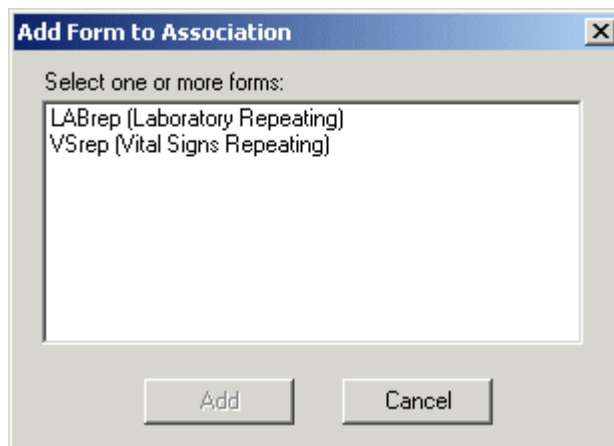 Add Form to Association
Select one or more forms:
LABrep (Laboratory Repeating)
VSrep (Vital Signs Repeating)
Add
Cancel